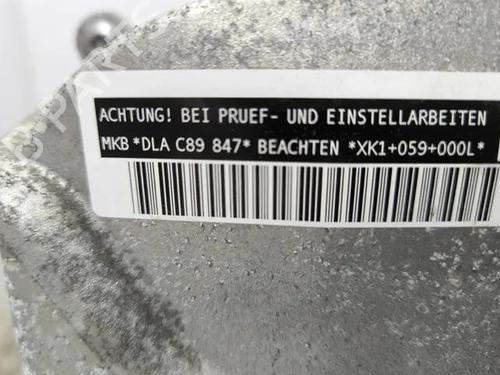 ACHTUNG! BEI PRUEF- UND EINSTELLARBEITEN
MKB *DLA C89 847* BEACHTEN *XK1+059+000L*